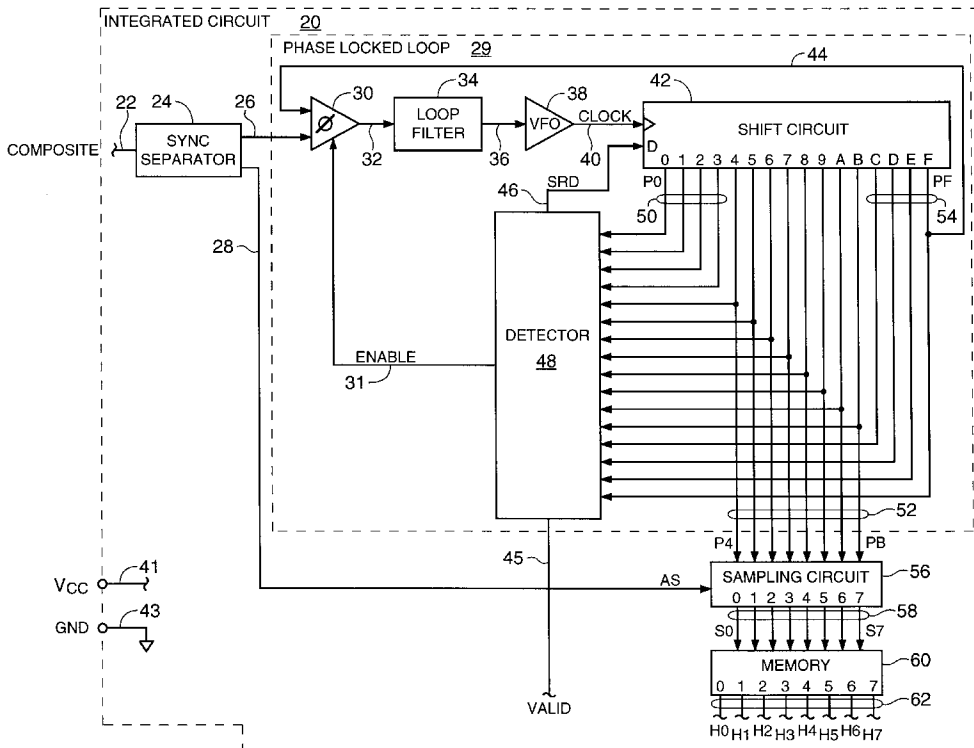 INTEGRATED CIRCUIT 20
PHASE LOCKED LOOP 29
44
22 24 26 30 34 38 42
COMPOSITE
SYNC SEPARATOR
ø
LOOP FILTER
VFO
CLOCK
SHIFT CIRCUIT
D
32 36 40
0 1 2 3 4 5 6 7 8 9 A B C D E F
SRD
46
P0 PF
50 54
28
DETECTOR
48
ENABLE
31
52
45
P4 PB
VCC 41
AS
SAMPLING CIRCUIT 56
0 1 2 3 4 5 6 7
58
GND 43
S0 S7
MEMORY 60
0 1 2 3 4 5 6 7
62
VALID
H0 H1 H2 H3 H4 H5 H6 H7